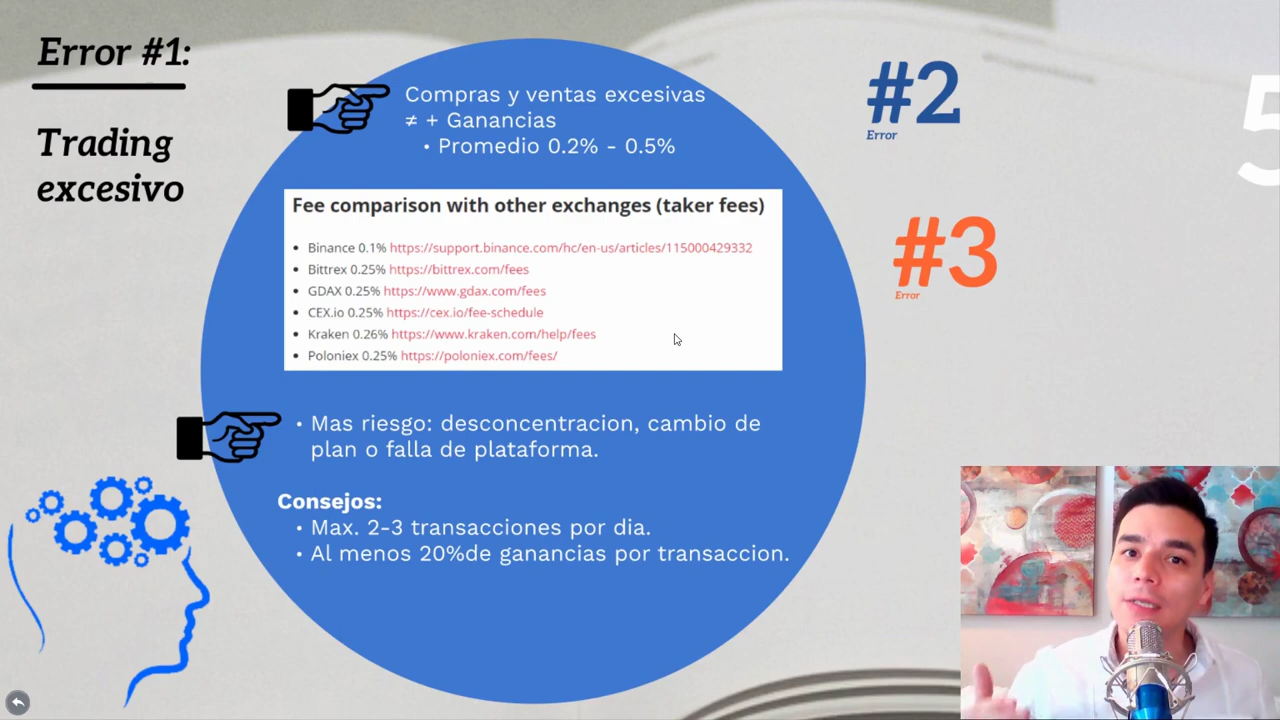 Error #1:
Trading
excesivo
Compras y ventas excesivas
≠ + Ganancias
• Promedio 0.2% - 0.5%
Fee comparison with other exchanges (taker fees)
• Binance 0.1% https://support.binance.com/hc/en-us/articles/115000429332
• Bittrex 0.25% https://bittrex.com/fees
• GDAX 0.25% https://www.gdax.com/fees
• CEX.io 0.25% https://cex.io/fee-schedule
• Kraken 0.26% https://www.kraken.com/help/fees
• Poloniex 0.25% https://poloniex.com/fees/
• Mas riesgo: desconcentracion, cambio de
plan o falla de plataforma.
Consejos:
• Max. 2-3 transacciones por dia.
• Al menos 20%de ganancias por transaccion.
#2
Error
#3
Error
5